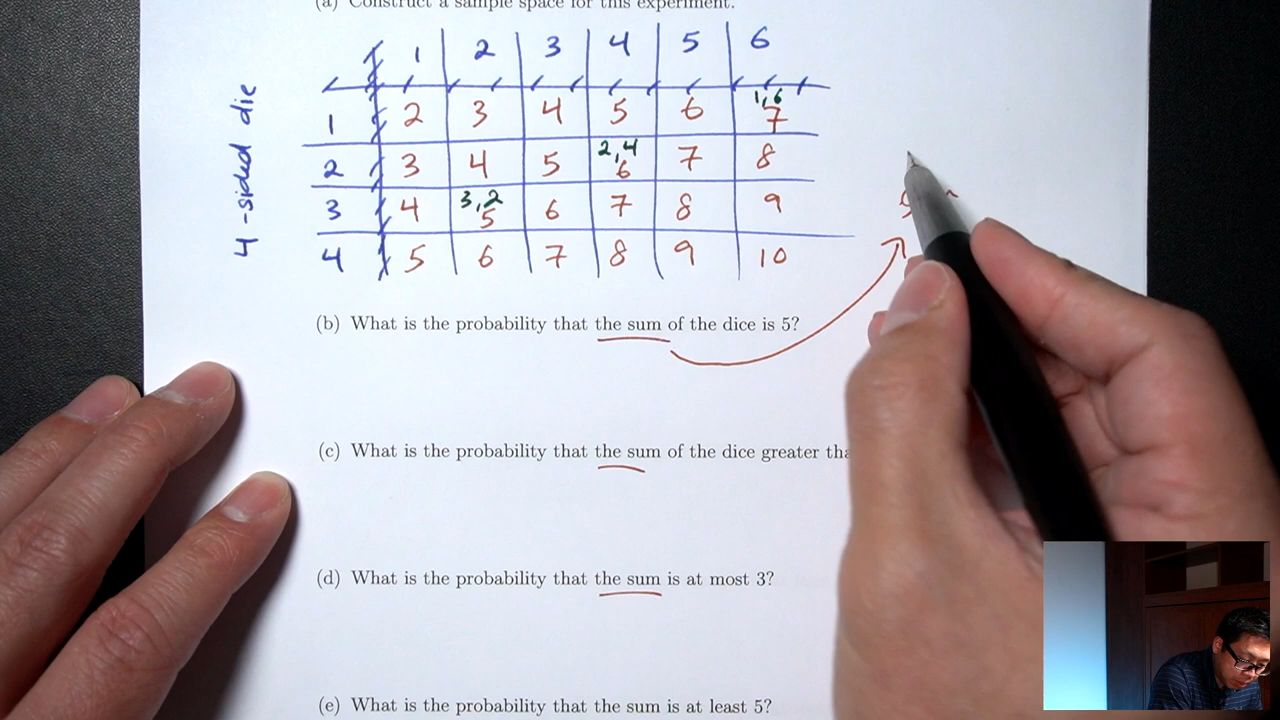 (a) Construct a sample space for this experiment.
1 2 3 4 5 6
4-sided die
1 2 3 4 5 6 1,6 7
2 3 4 5 2,4 6 7 8
3 4 3,2 5 6 7 8 9
4 5 6 7 8 9 10
(b) What is the probability that the sum of the dice is 5?
(c) What is the probability that the sum of the dice greater
(d) What is the probability that the sum is at most 3?
(e) What is the probability that the sum is at least 5?